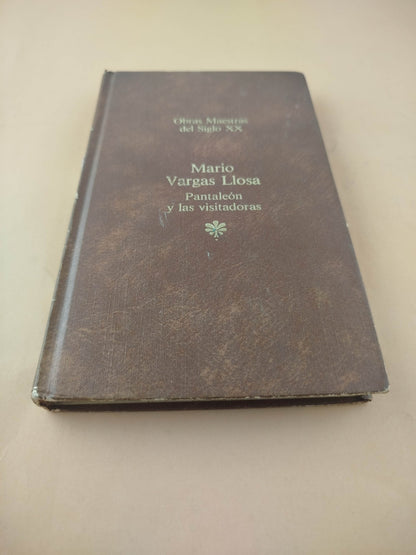 Obras Maestras
del Siglo XX
Mario
Vargas Llosa
Pantaleón
y las visitadoras